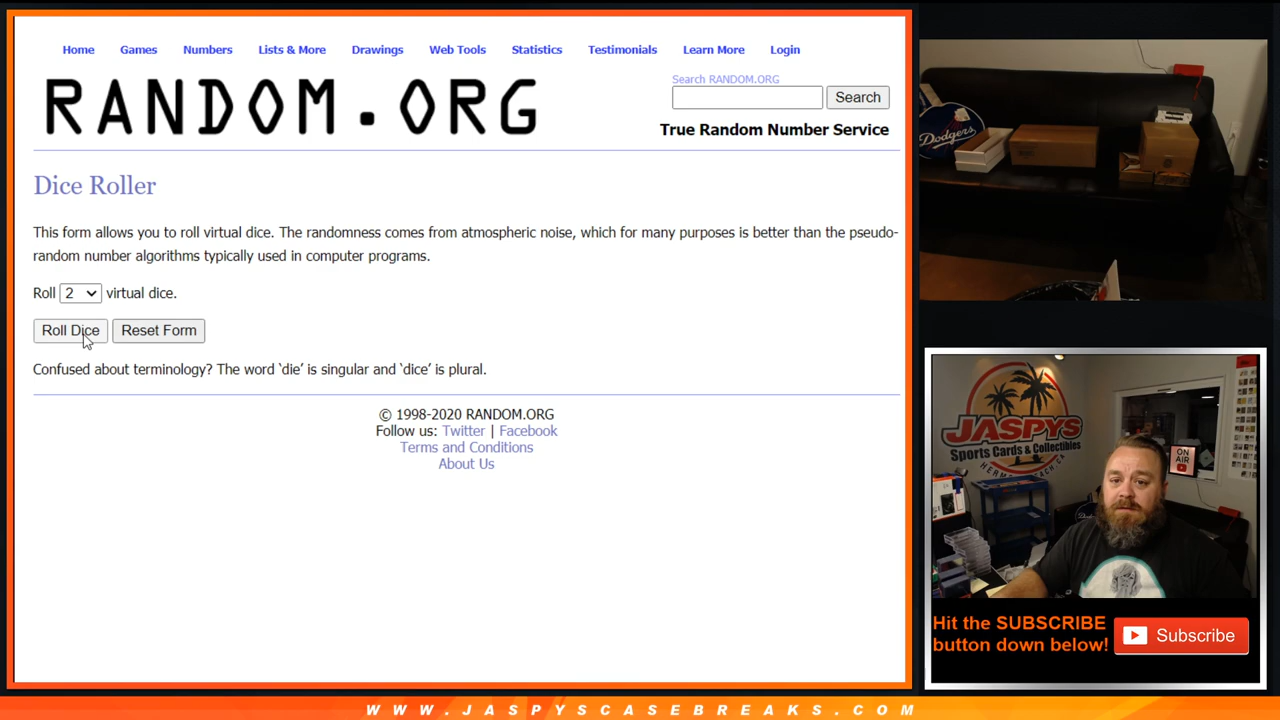 Home Games Numbers Lists & More Drawings Web Tools Statistics Testimonials Learn More Login
RANDOM.ORG
Search RANDOM.ORG
Search
True Random Number Service
Dice Roller
This form allows you to roll virtual dice. The randomness comes from atmospheric noise, which for many purposes is better than the pseudo-
random number algorithms typically used in computer programs.
Roll 2 virtual dice.
Roll Dice Reset Form
Confused about terminology? The word ‘die’ is singular and ‘dice’ is plural.
© 1998-2020 RANDOM.ORG
Follow us: Twitter | Facebook
Terms and Conditions
About Us
Dodgers
JASPYS
Sports Cards & Collectibles
HERMOSA BEACH, CA
ON
AIR
Hit the SUBSCRIBE
button down below!
Subscribe
WWW.JASPYSCASEBREAKS.COM